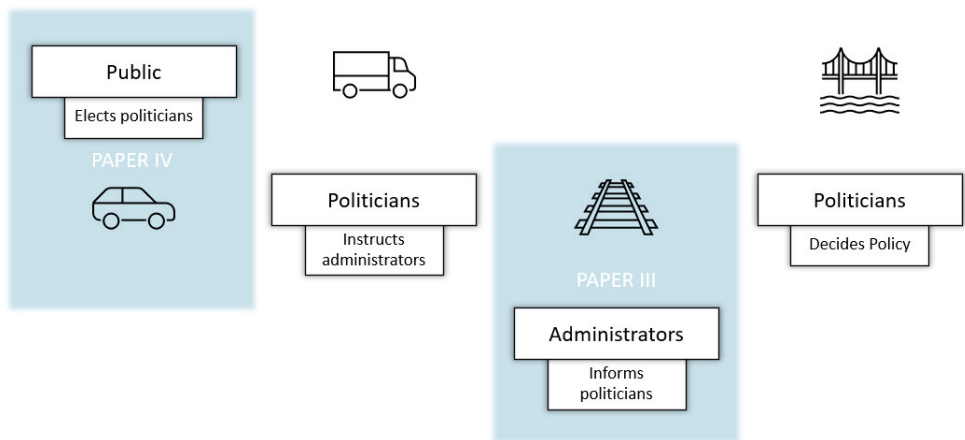 Public
Elects politicians
PAPER IV
Politicians
Instructs
administrators
PAPER III
Administrators
Informs
politicians
Politicians
Decides Policy